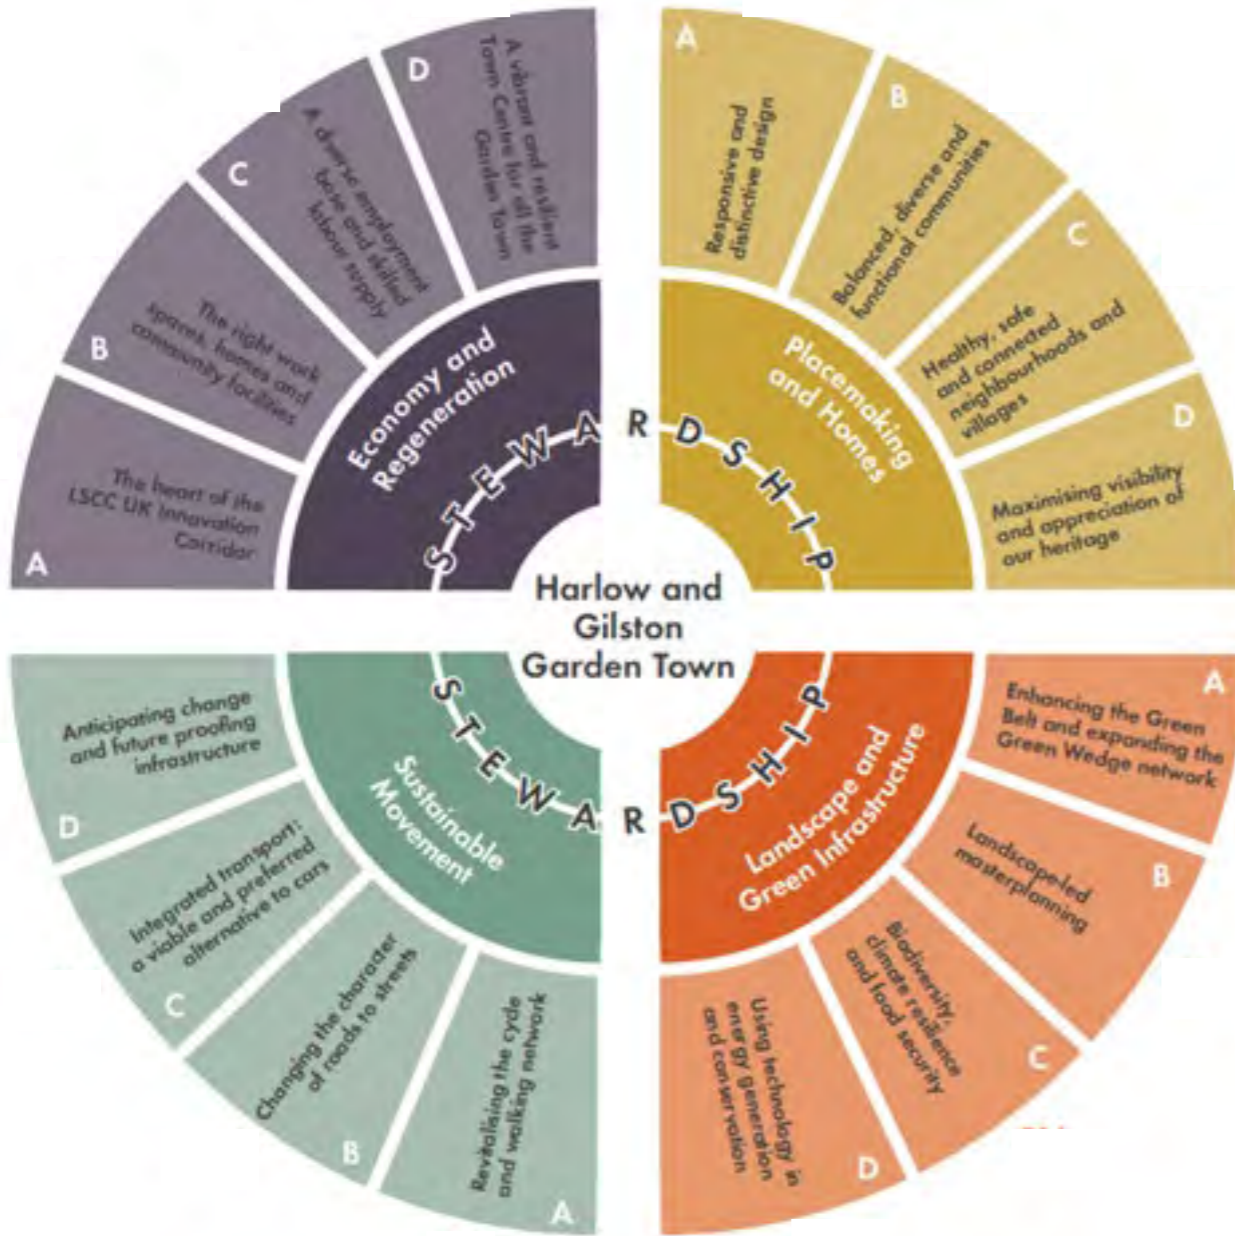 A
Responsive and
distinctive design
B
Balanced, diverse and
functional communities
C
Healthy, safe
and connected
neighbourhoods and
villages
D
Maximising visibility
and appreciation of
our heritage
Placemaking
and Homes
A
Enhancing the Green
Belt and expanding the
Green Wedge network
B
Landscape-led
masterplanning
C
Biodiversity,
climate resilience
and food security
D
Using technology in
energy generation
and conservation
Landscape and
Green Infrastructure
A
Revitalising the cycle
and walking network
B
Changing the character
of roads to streets
C
Integrated transport:
a viable and preferred
alternative to cars
D
Anticipating change
and future proofing
infrastructure
Sustainable
Movement
A
The heart of the
LSCC UK Innovation
Corridor
B
The right work
spaves, homes and
community facilities
C
A diverse employment
base and skilled
labour supply
D
A vibrant and resilient
Town Centre for all the
Garden Town
Economy and
Regeneration
STEWARDSHIP
Harlow and
Gilston
Garden Town
STEWARDSHIP